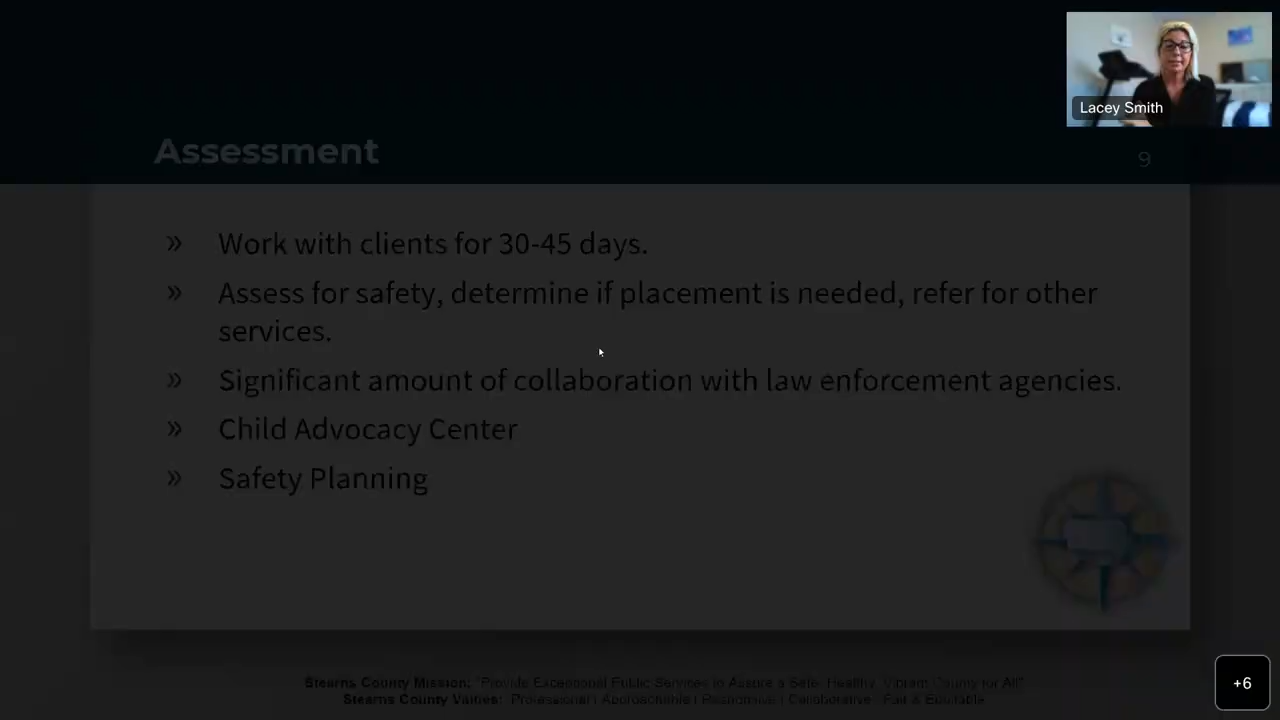 Lacey Smith
Assessment
9
» Work with clients for 30-45 days.
» Assess for safety, determine if placement is needed, refer for other
services.
» Significant amount of collaboration with law enforcement agencies.
» Child Advocacy Center
» Safety Planning
Stearns County Mission: "Provide Exceptional Public Services to Assure a Safe, Healthy, Vibrant County for All"
Stearns County Values: Professional | Approachable | Responsive | Collaborative | Fair & Equitable
+6